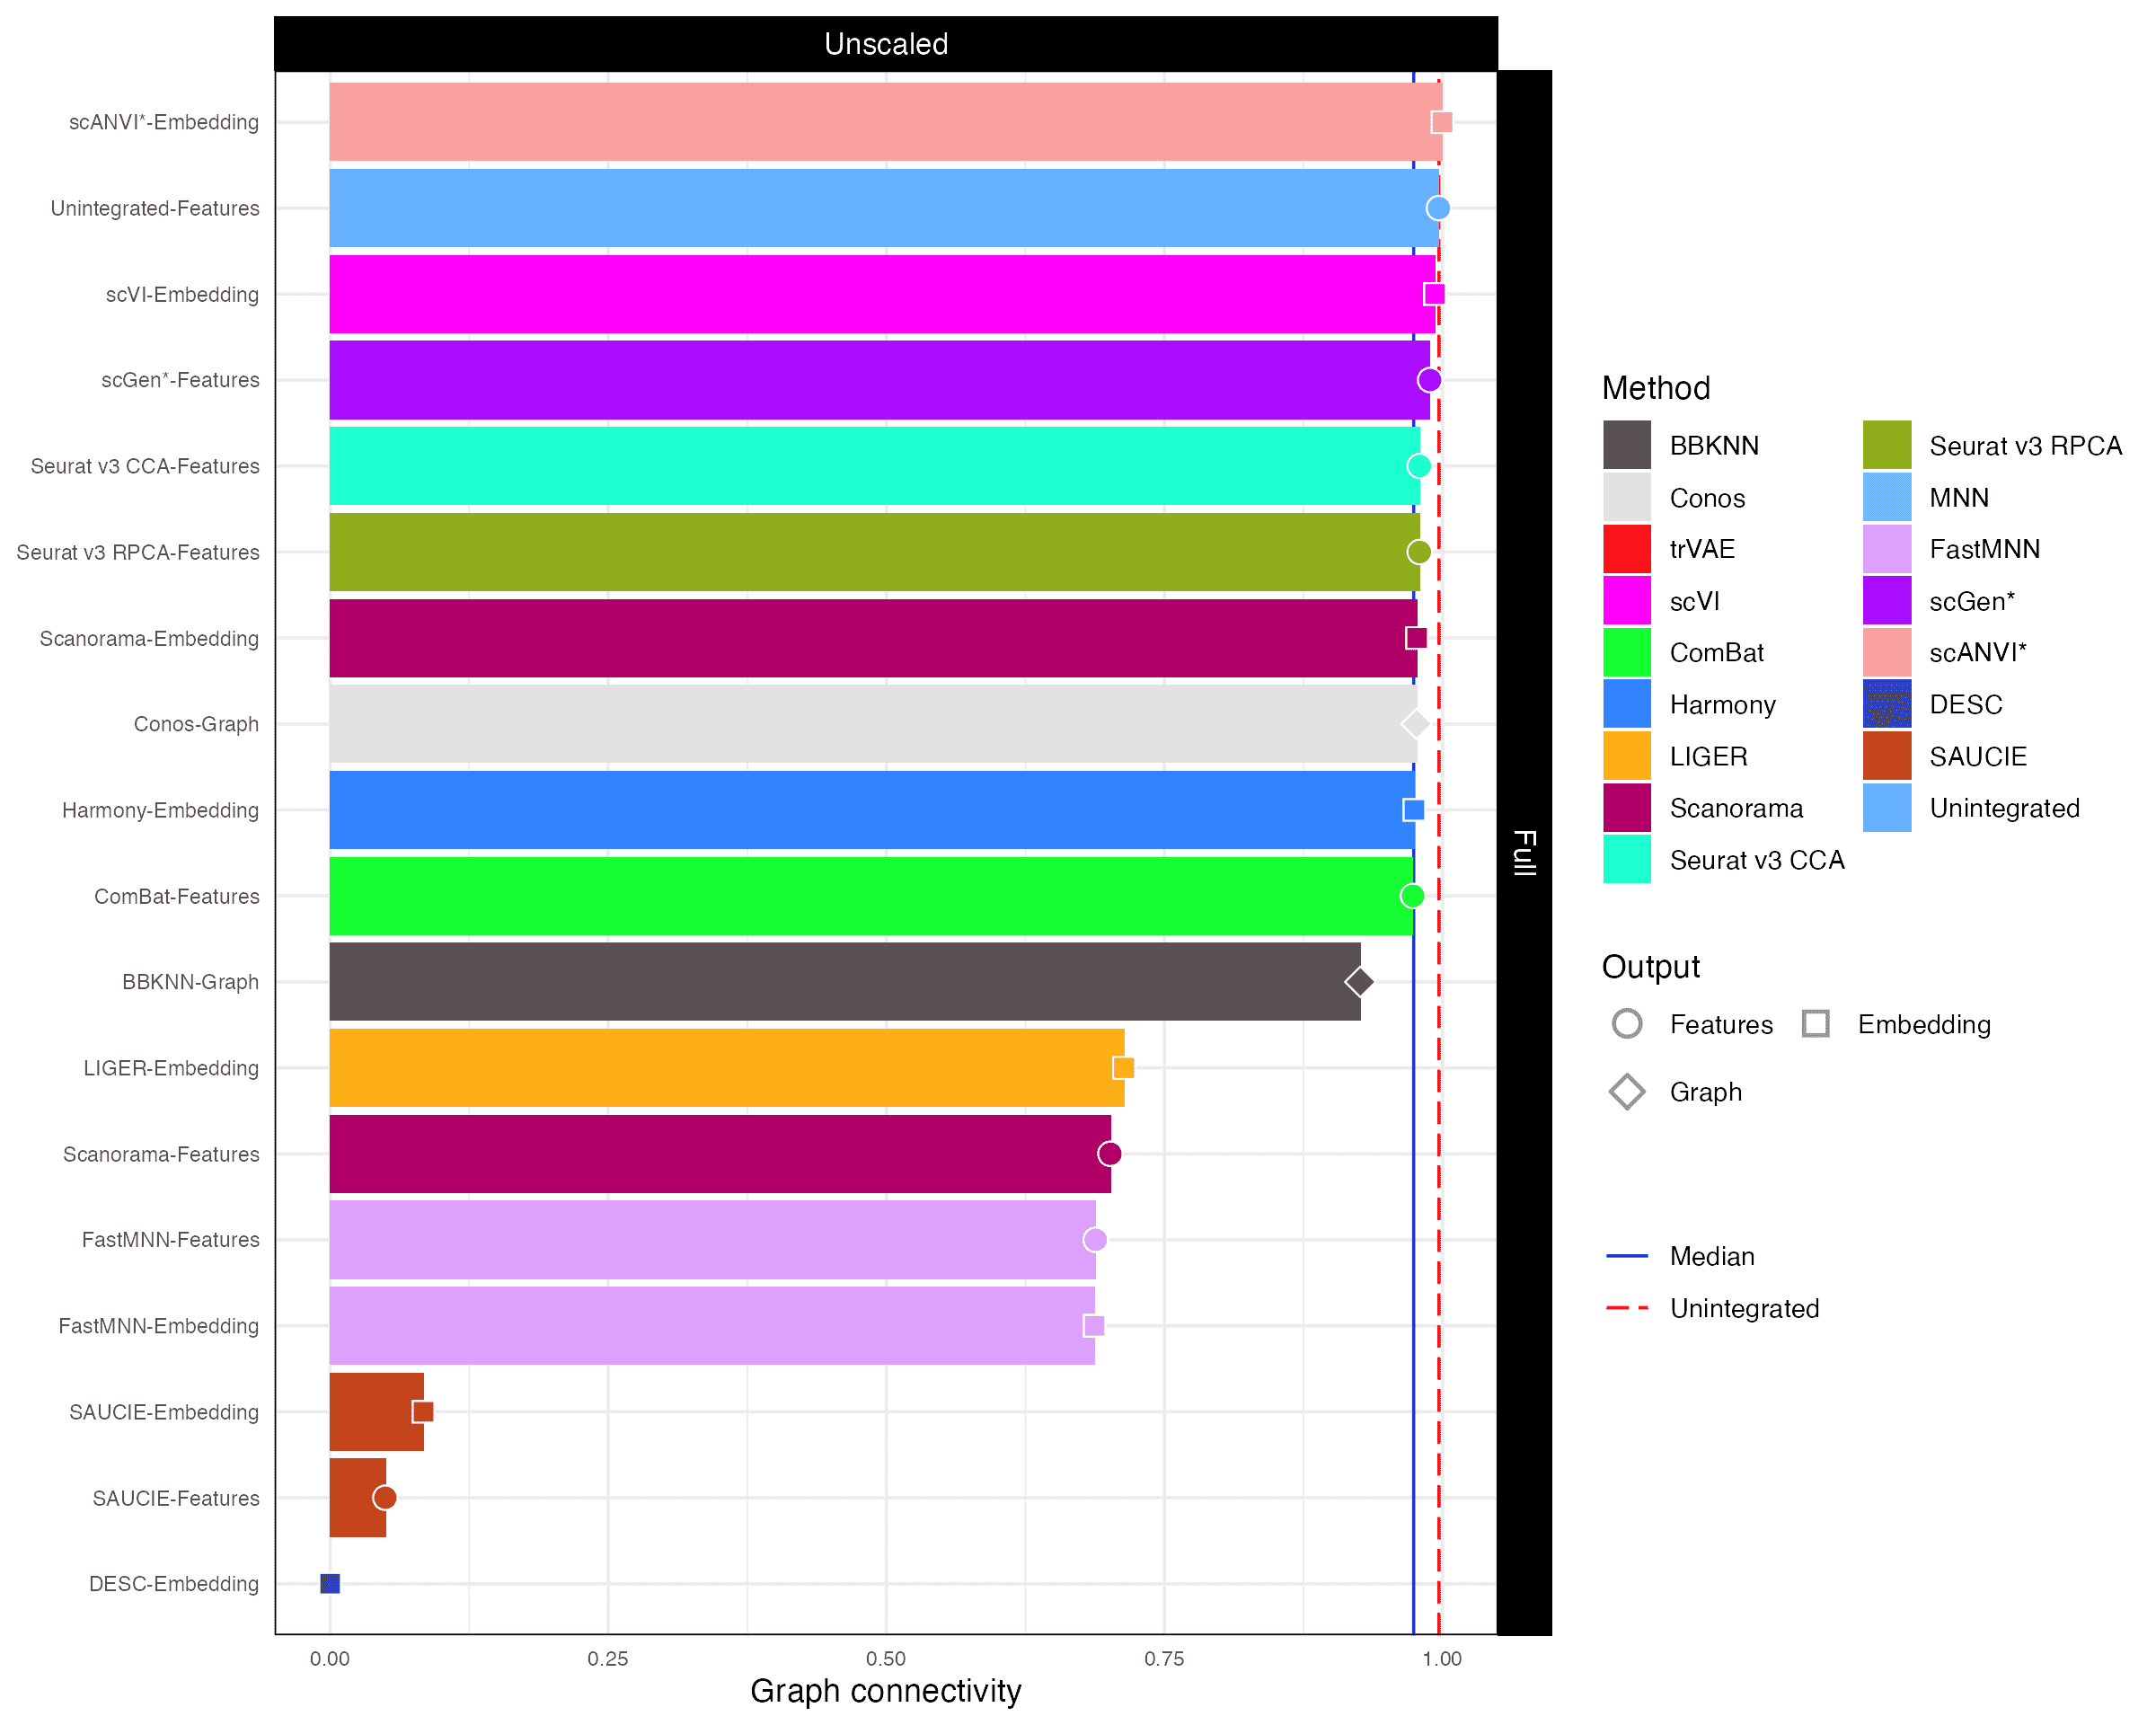 Unscaled
Full
scANVI*-Embedding
Unintegrated-Features
scVI-Embedding
scGen*-Features
Seurat v3 CCA-Features
Seurat v3 RPCA-Features
Scanorama-Embedding
Conos-Graph
Harmony-Embedding
ComBat-Features
BBKNN-Graph
LIGER-Embedding
Scanorama-Features
FastMNN-Features
FastMNN-Embedding
SAUCIE-Embedding
SAUCIE-Features
DESC-Embedding
0.00 0.25 0.50 0.75 1.00
Graph connectivity
Method
BBKNN
Conos
trVAE
scVI
ComBat
Harmony
LIGER
Scanorama
Seurat v3 CCA
Seurat v3 RPCA
MNN
FastMNN
scGen*
scANVI*
DESC
SAUCIE
Unintegrated
Output
Features Embedding
Graph
Median
Unintegrated